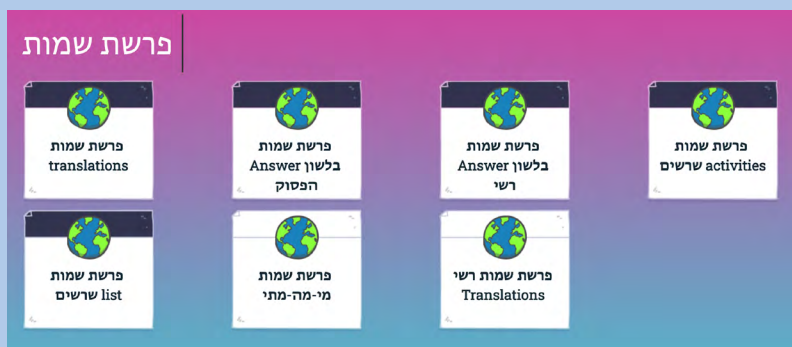 פרשת שמות
פרשת שמות
translations
פרשת שמות
Answer בלשון
הפסוק
פרשת שמות
Answer בלשון
רשי
פרשת שמות
שרשים activities
פרשת שמות
שרשים list
פרשת שמות
מי-מה-מתי
פרשת שמות רשי
Translations